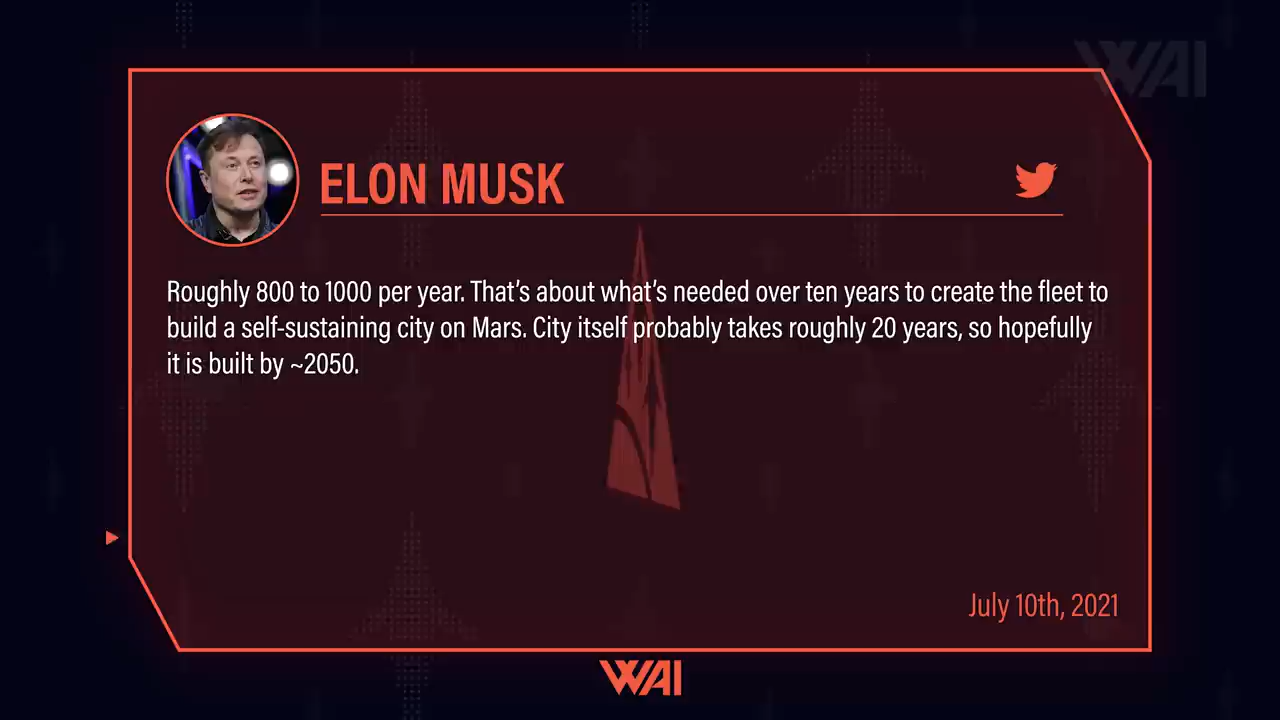 WAI
ELON MUSK
Roughly 800 to 1000 per year. That's about what's needed over ten years to create the fleet to
build a self-sustaining city on Mars. City itself probably takes roughly 20 years, so hopefully
it is built by ~2050.
July 10th, 2021
WAI